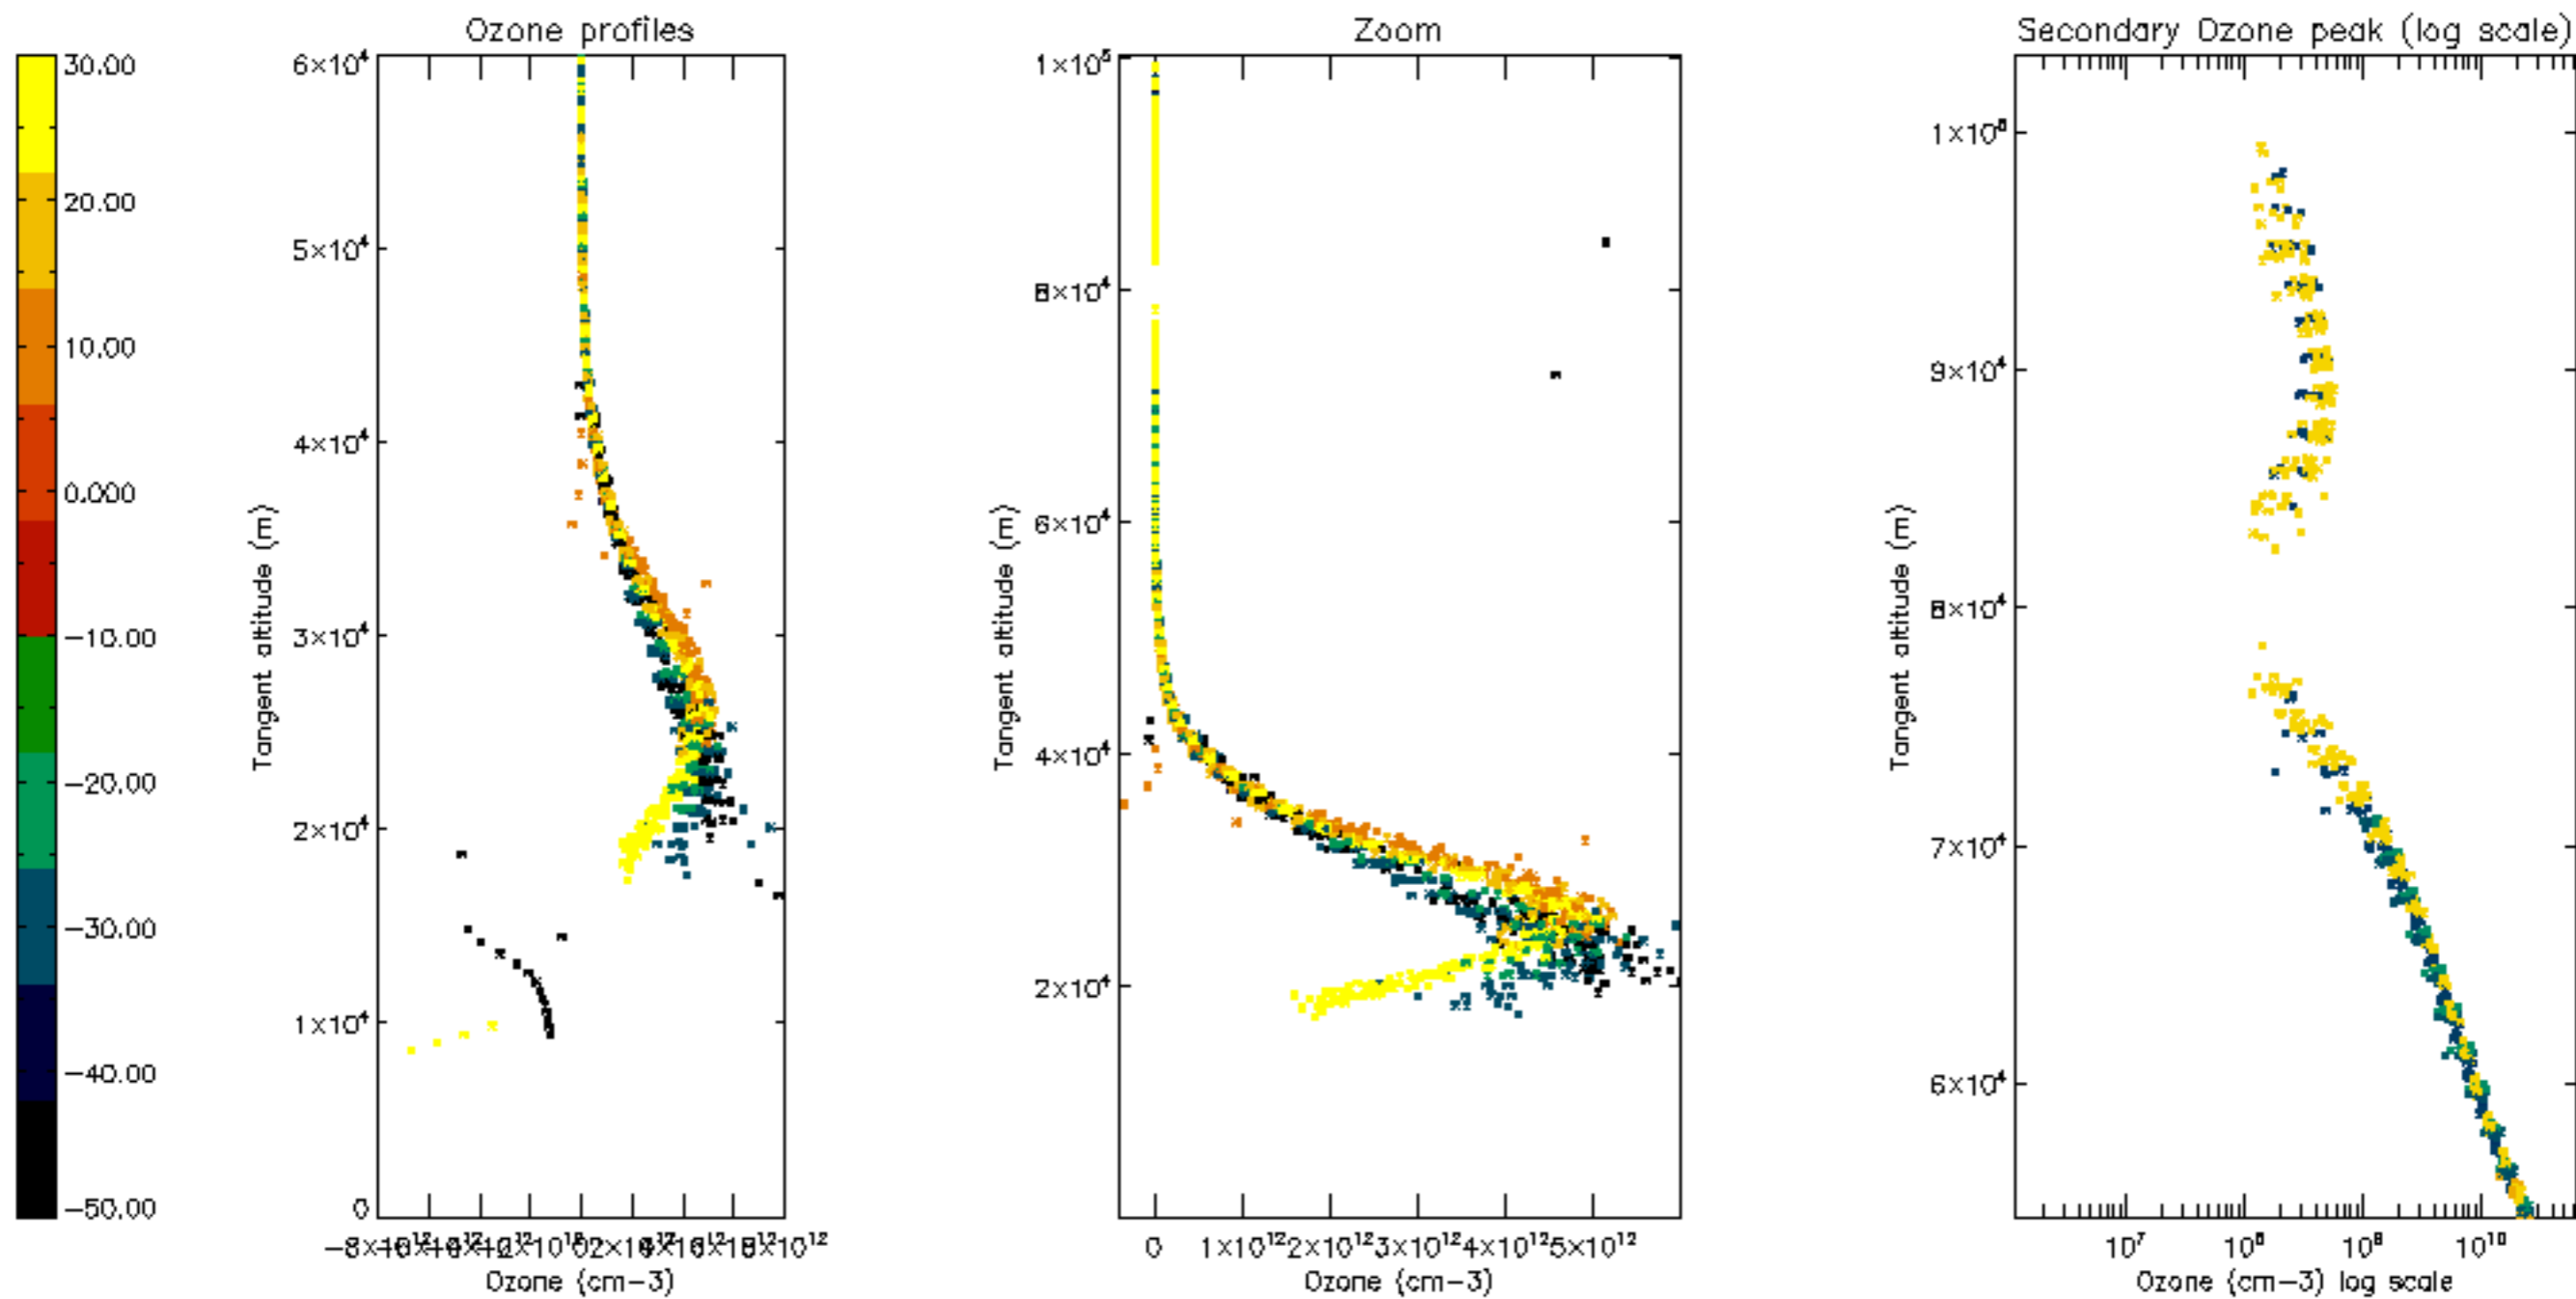 Ozone profiles
Zoom
Secondary Ozone peak (log scale)
30.00
20.00
10.00
0.000
−10.00
−20.00
−30.00
−40.00
−50.00
6×10⁴
5×10⁴
4×10⁴
3×10⁴
2×10⁴
1×10⁴
0
Tangent altitude (m)
Ozone (cm−3)
1×10⁵
8×10⁴
6×10⁴
4×10⁴
2×10⁴
Tangent altitude (m)
0 1×10¹² 2×10¹² 3×10¹² 4×10¹² 5×10¹²
Ozone (cm−3)
9×10⁴
8×10⁴
7×10⁴
6×10⁴
Tangent altitude (m)
10⁷ 10⁸ 10⁹ 10¹⁰
Ozone (cm−3) log scale